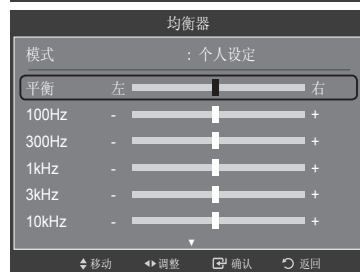 均衡器
模式 : 个人设定
平衡 左 右
100Hz - +
300Hz - +
1kHz - +
3kHz - +
10kHz - +
移动 调整 确认 返回